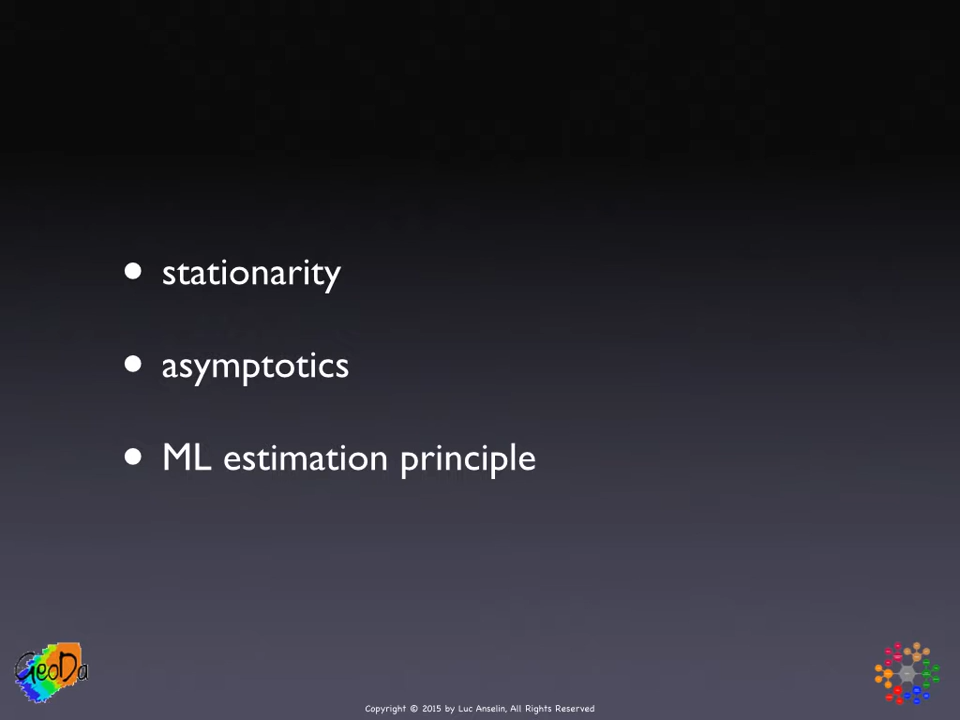 • stationarity
• asymptotics
• ML estimation principle
GeoDa
Copyright © 2015 by Luc Anselin, All Rights Reserved